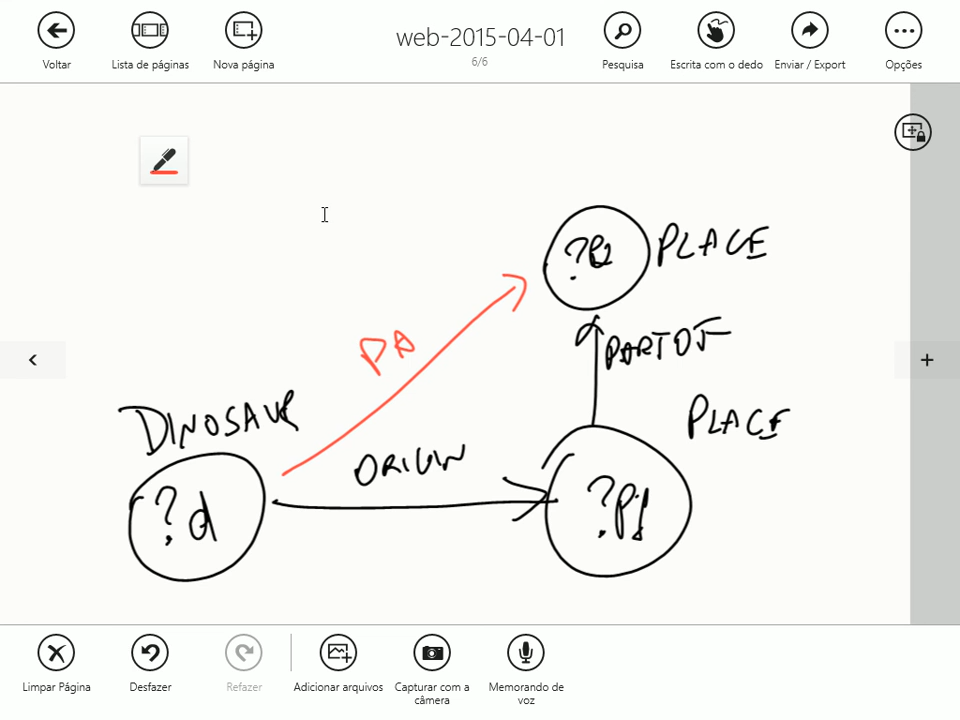 web-2015-04-01
6/6
Voltar
Lista de páginas
Nova página
Pesquisa
Escrita com o dedo
Enviar / Export
Opções
PLACE
PARTOF
PA
DINOSAUR
PLACE
ORIGIN
?d
?P1
Limpar Página
Desfazer
Refazer
Adicionar arquivos
Capturar com a
câmera
Memorando de
voz